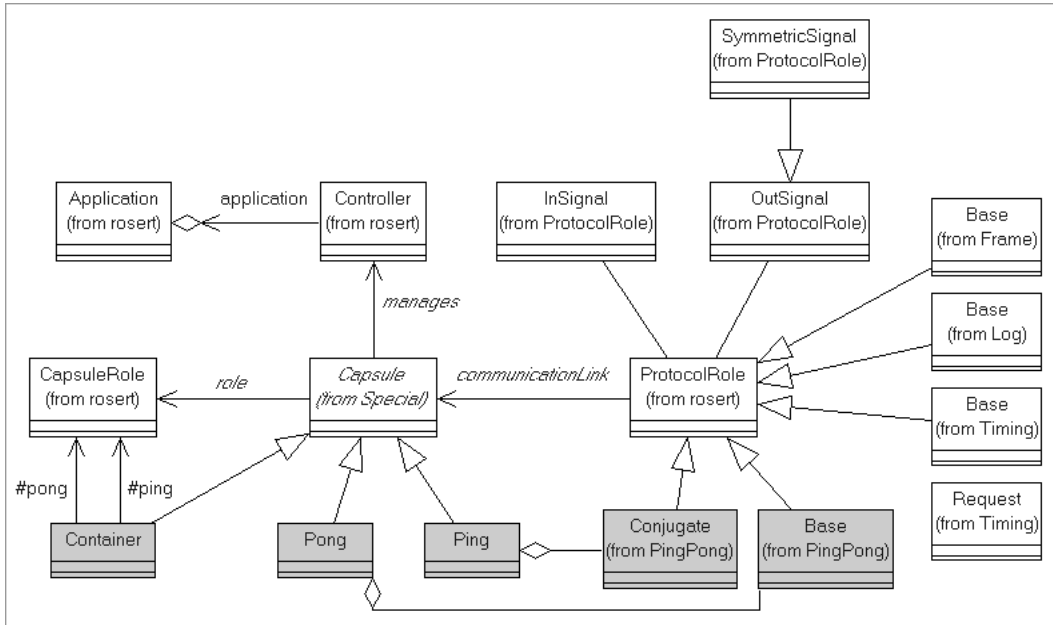 SymmetricSignal
(from ProtocolRole)
Application
(from rosert)
application
Controller
(from rosert)
InSignal
(from ProtocolRole)
OutSignal
(from ProtocolRole)
Base
(from Frame)
manages
Base
(from Log)
CapsuleRole
(from rosert)
role
Capsule
(from Special)
communicationLink
ProtocolRole
(from rosert)
Base
(from Timing)
#pong
#ping
Request
(from Timing)
Container
Pong
Ping
Conjugate
(from PingPong)
Base
(from PingPong)